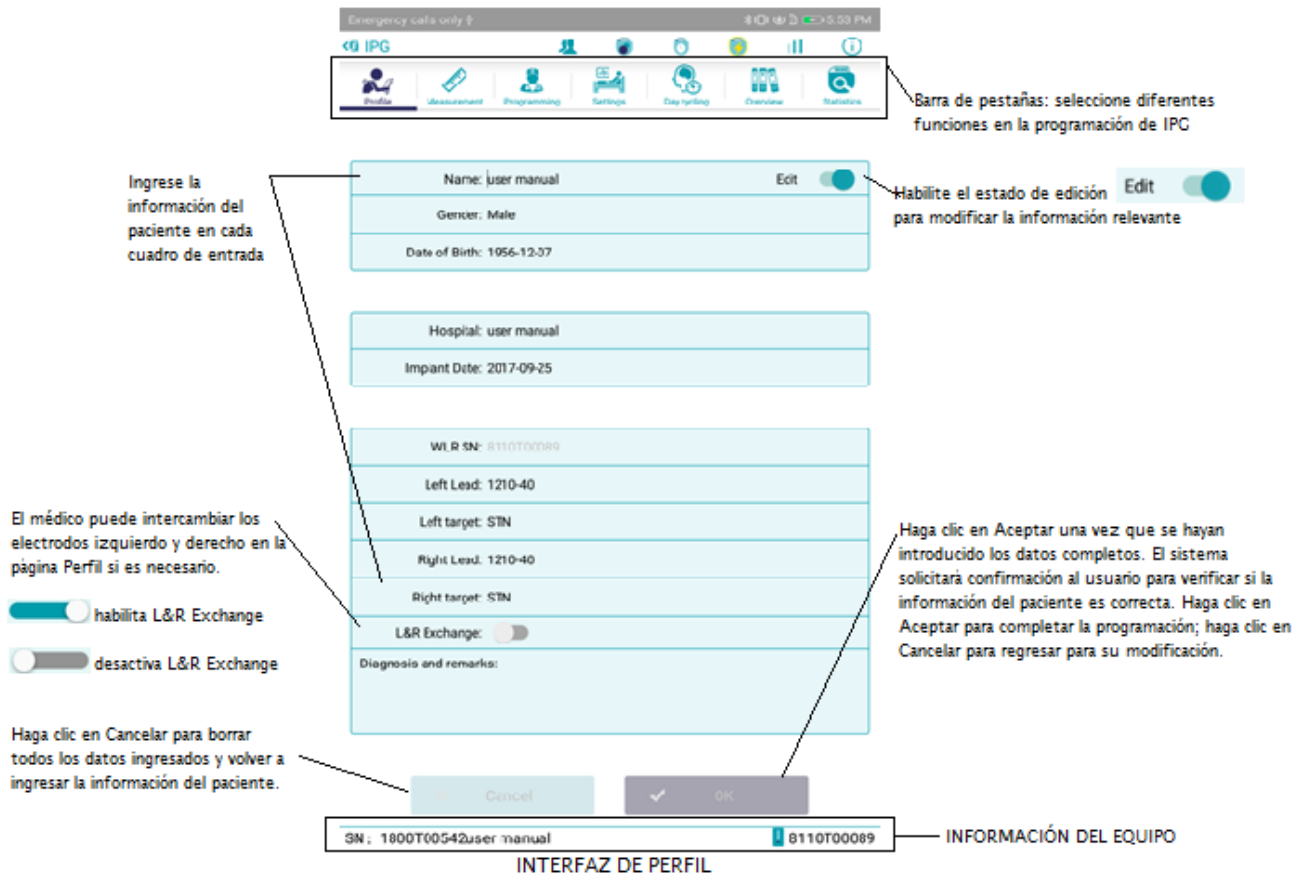 Emergency calls only
5:53 PM
IPG
Profile
Measurement
Programming
Settings
Day cycling
Overview
Statistics
Barra de pestañas: seleccione diferentes
funciones en la programación de IPG
Ingrese la
información del
paciente en cada
cuadro de entrada
Name: user manual
Edit
Gender: Male
Date of Birth: 1956-12-07
Habilite el estado de edición
Edit
para modificar la información relevante
Hospital: user manual
Impant Date: 2017-09-25
WLR SN: 8110T00089
Left Lead: 1210-40
Left target: STN
Right Lead: 1210-40
Right target: STN
L&R Exchange:
Diagnosis and remarks:
El médico puede intercambiar los
electrodos izquierdo y derecho en la
página Perfil si es necesario.
habilita L&R Exchange
desactiva L&R Exchange
Haga clic en Aceptar una vez que se hayan
introducido los datos completos. El sistema
solicitará confirmación al usuario para verificar si la
información del paciente es correcta. Haga clic en
Aceptar para completar la programación; haga clic en
Cancelar para regresar para su modificación.
Haga clic en Cancelar para borrar
todos los datos ingresados y volver a
ingresar la información del paciente.
Cancel
OK
SN: 1800T00542user manual
8110T00089
INFORMACIÓN DEL EQUIPO
INTERFAZ DE PERFIL